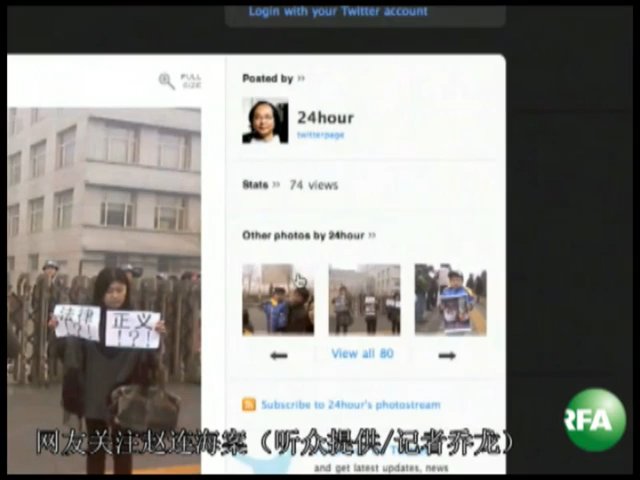 Login with your Twitter account
FULL SIZE
Posted by »
24hour
twitterpage
Stats » 74 views
Other photos by 24hour »
View all 80
Subscribe to 24hour's photostream
and get latest updates, news
法律
!?!
正义
!?!
网友关注赵连海案（听众提供/记者乔龙）
RFA